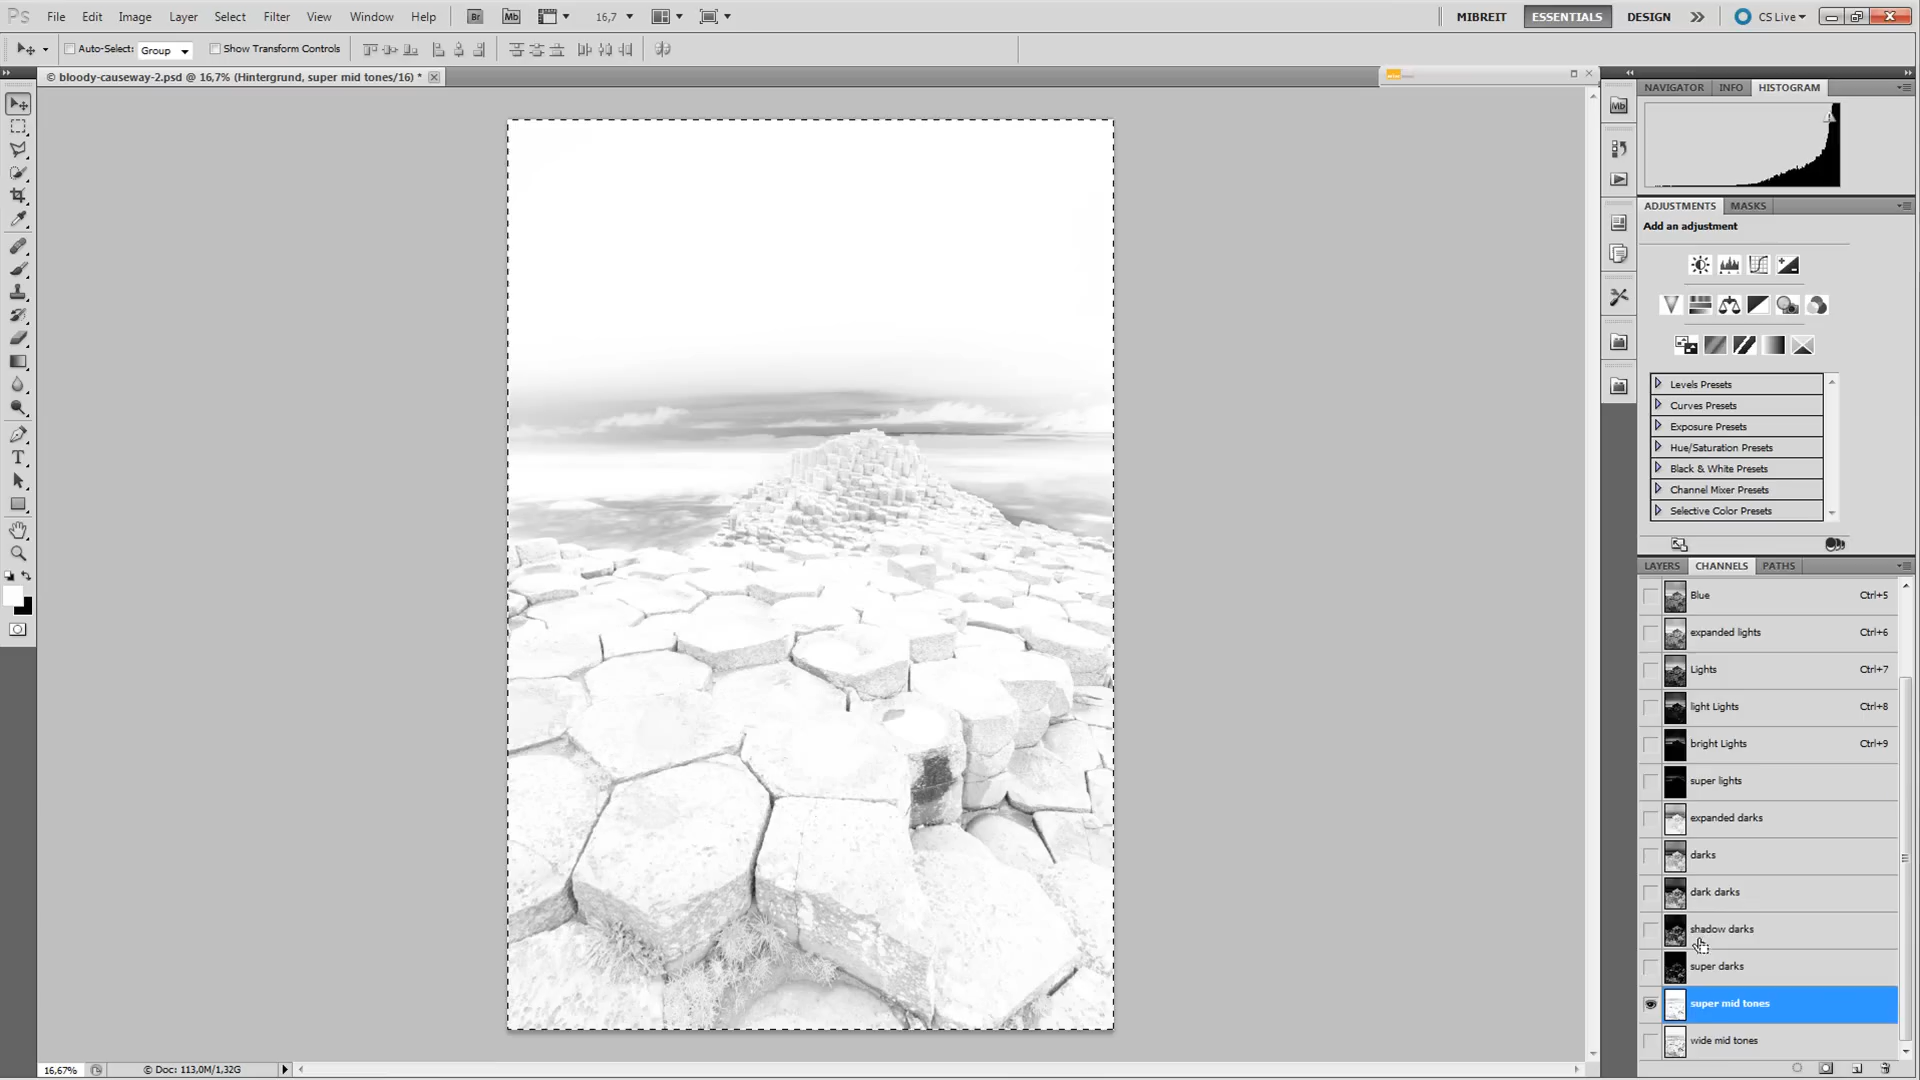 Ps File Edit Image Layer Select Filter View Window Help Br Mb 16,7 MIBREIT ESSENTIALS DESIGN CS Live
Auto-Select: Group Show Transform Controls
© bloody-causeway-2.psd @ 16,7% (Hintergrund, super mid tones/16) *
NAVIGATOR INFO HISTOGRAM
Mb
ADJUSTMENTS MASKS
Add an adjustment
Levels Presets
Curves Presets
Exposure Presets
Hue/Saturation Presets
Black & White Presets
Channel Mixer Presets
Selective Color Presets
LAYERS CHANNELS PATHS
Blue Ctrl+5
expanded lights Ctrl+6
Lights Ctrl+7
light Lights Ctrl+8
bright Lights Ctrl+9
super lights
expanded darks
darks
dark darks
shadow darks
super darks
super mid tones
wide mid tones
16,67% © Doc: 113,0M/1,32G